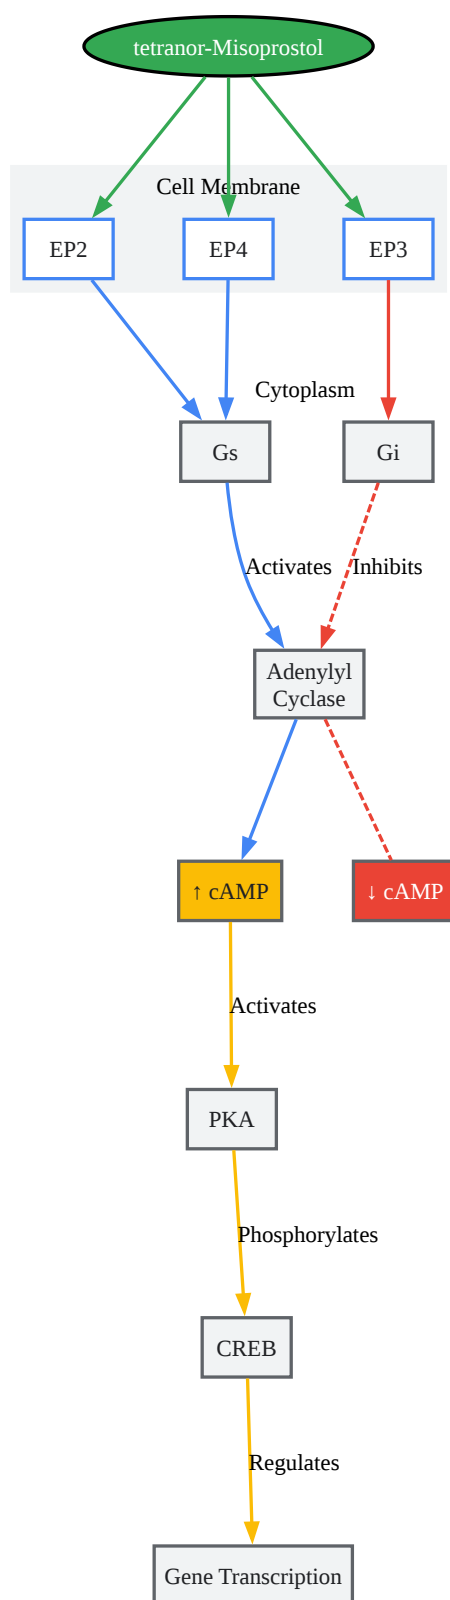 tetranor-Misoprostol
Cell Membrane
EP2
EP4
EP3
Cytoplasm
Gs
Gi
Activates
Inhibits
Adenylyl
Cyclase
↑ cAMP
↓ cAMP
Activates
PKA
Phosphorylates
CREB
Regulates
Gene Transcription